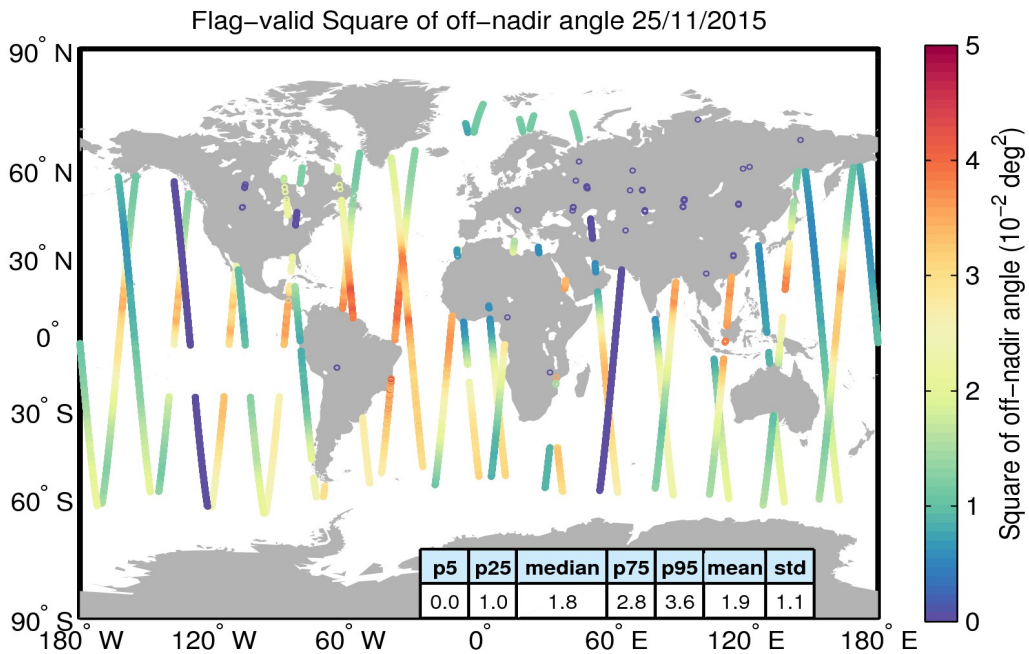 Flag−valid Square of off−nadir angle 25/11/2015
90° N
60° N
30° N
0°
30° S
60° S
90° S
180° W
120° W
60° W
0°
60° E
120° E
180° E
p5 p25 median p75 p95 mean std
0.0 1.0 1.8 2.8 3.6 1.9 1.1
5
4
3
2
1
0
Square of off−nadir angle (10⁻² deg²)